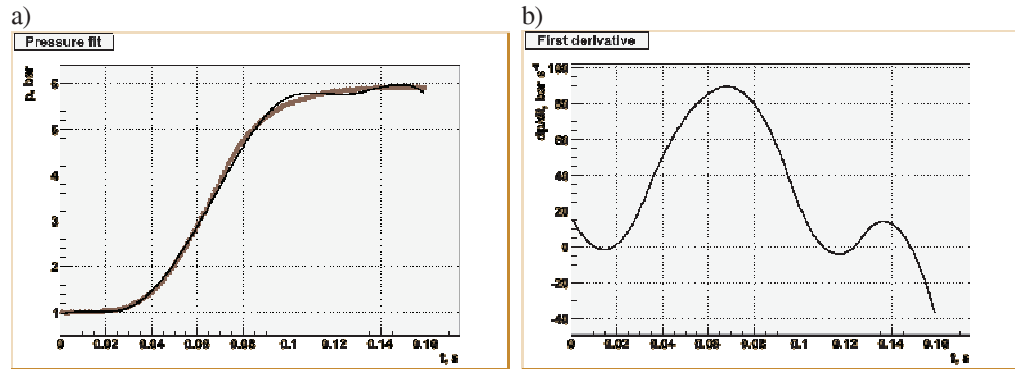 a)
Pressure fit
p, bar
6
5
4
3
2
1
0 0.02 0.04 0.06 0.08 0.1 0.12 0.14 0.16
t, s
b)
First derivative
dp/dt, bar s⁻¹
100
80
60
40
20
0
-20
-40
0 0.02 0.04 0.06 0.08 0.1 0.12 0.14 0.16
t, s